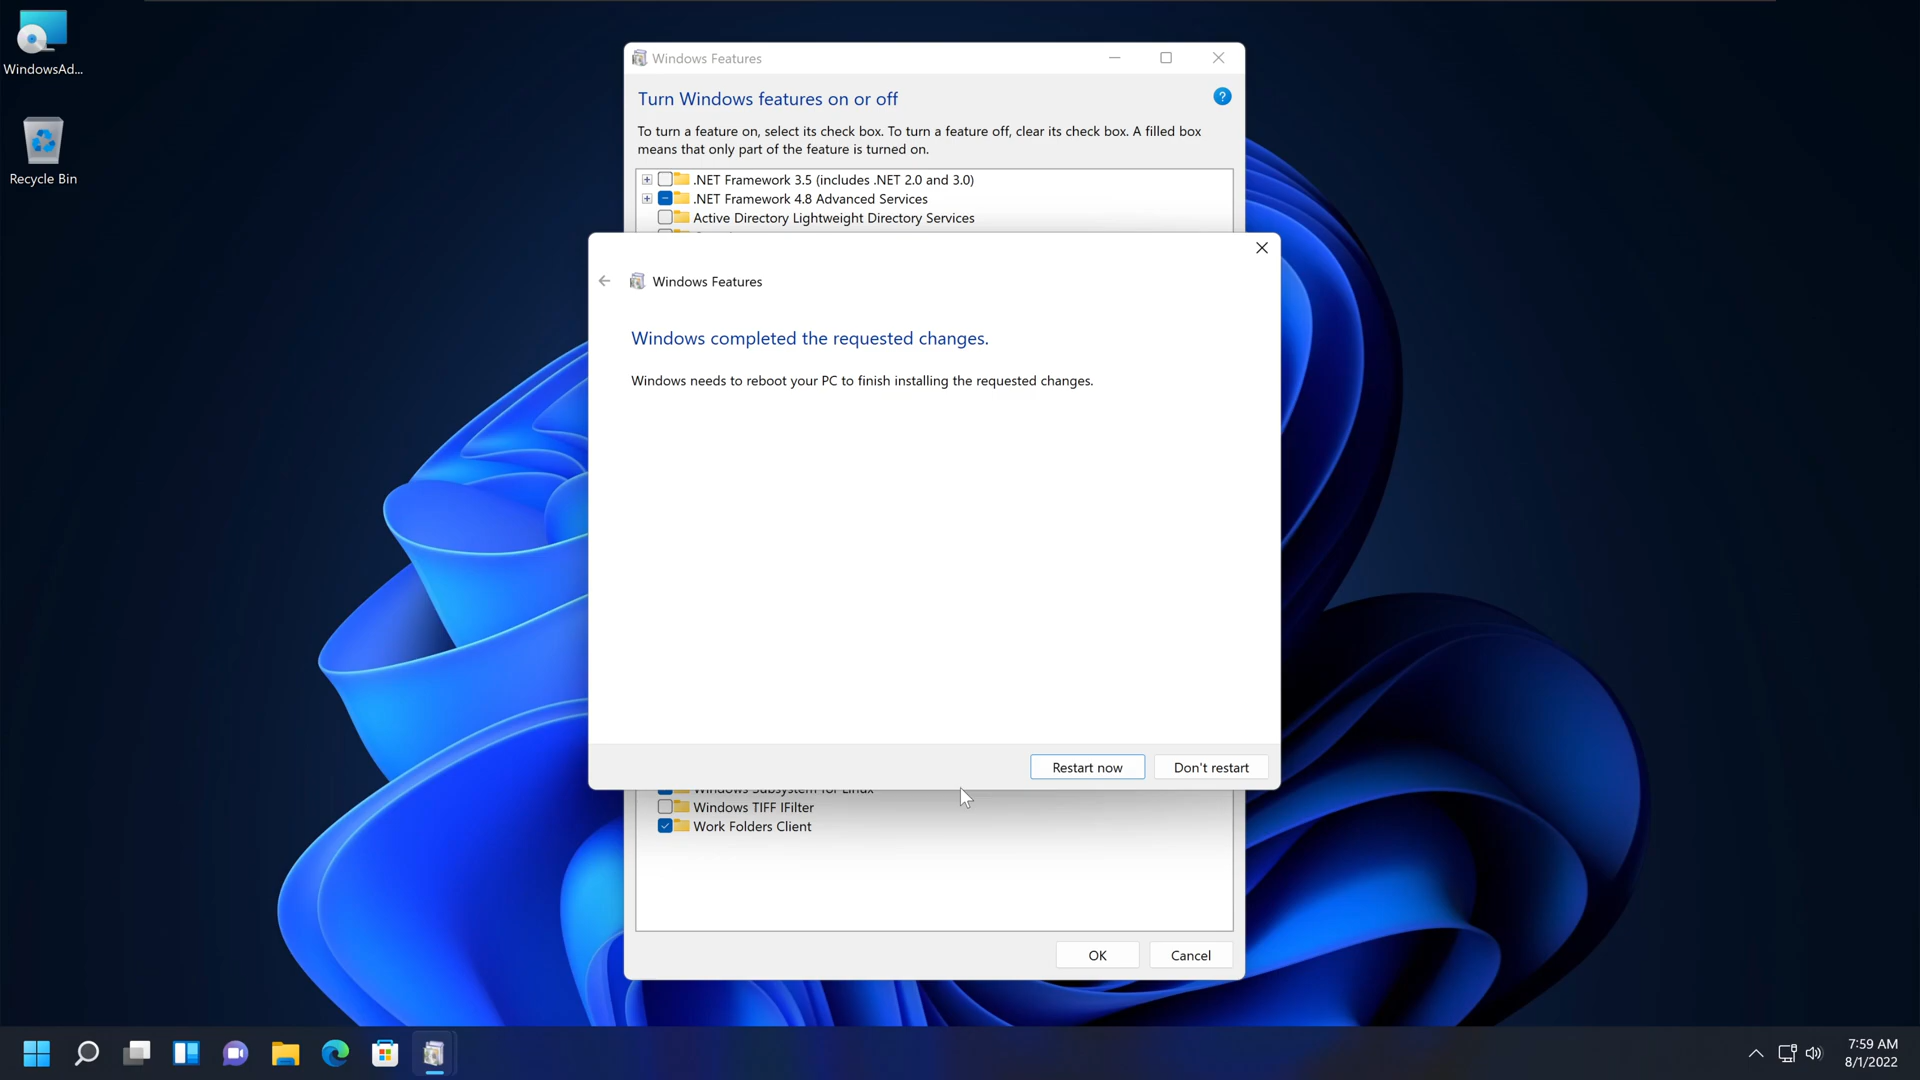 WindowsAd...
Recycle Bin
Windows Features
Turn Windows features on or off
?
To turn a feature on, select its check box. To turn a feature off, clear its check box. A filled box
means that only part of the feature is turned on.
.NET Framework 3.5 (includes .NET 2.0 and 3.0)
.NET Framework 4.8 Advanced Services
Active Directory Lightweight Directory Services
Windows Features
Windows completed the requested changes.
Windows needs to reboot your PC to finish installing the requested changes.
Restart now
Don't restart
Windows Subsystem for Linux
Windows TIFF IFilter
Work Folders Client
OK
Cancel
7:59 AM
8/1/2022